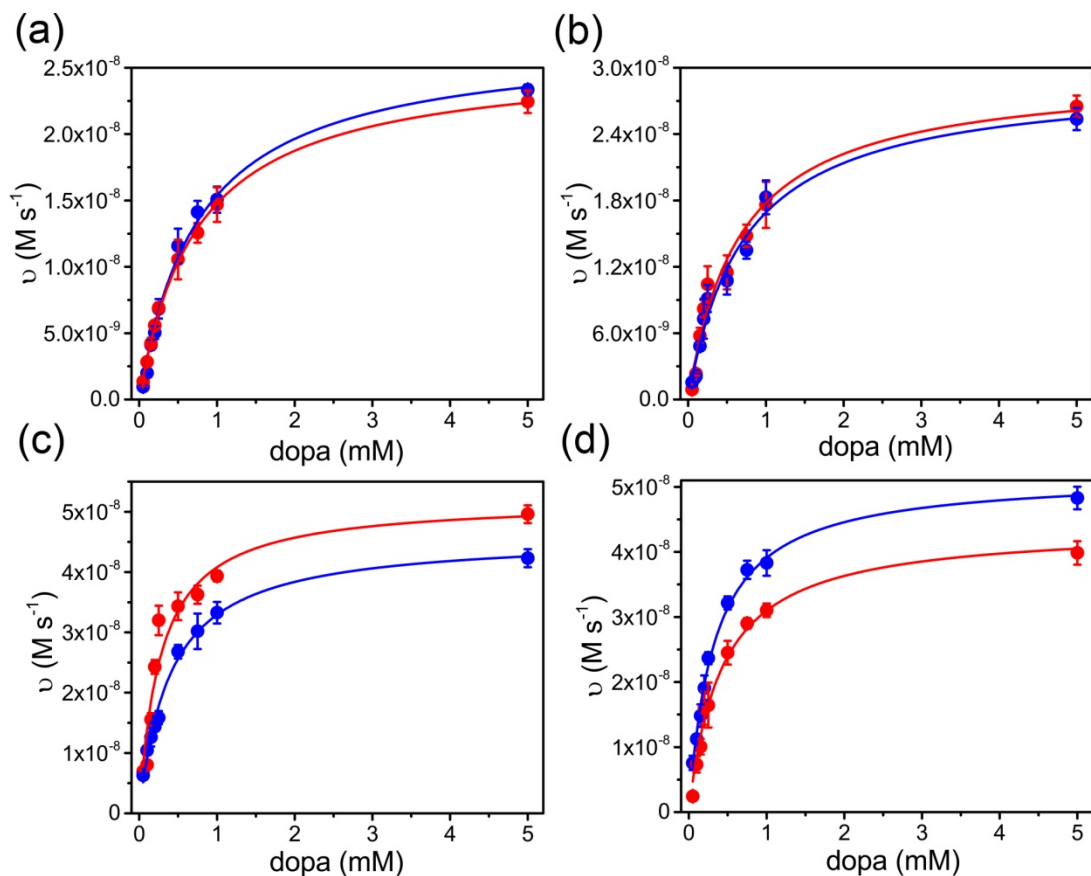 (a)
2.5x10⁻⁸
2.0x10⁻⁸
1.5x10⁻⁸
1.0x10⁻⁸
5.0x10⁻⁹
0.0
υ (M s⁻¹)
0 1 2 3 4 5
dopa (mM)
(b)
3.0x10⁻⁸
2.4x10⁻⁸
1.8x10⁻⁸
1.2x10⁻⁸
6.0x10⁻⁹
0.0
υ (M s⁻¹)
0 1 2 3 4 5
dopa (mM)
(c)
5x10⁻⁸
4x10⁻⁸
3x10⁻⁸
2x10⁻⁸
1x10⁻⁸
0
υ (M s⁻¹)
0 1 2 3 4 5
dopa (mM)
(d)
5x10⁻⁸
4x10⁻⁸
3x10⁻⁸
2x10⁻⁸
1x10⁻⁸
0
υ (M s⁻¹)
0 1 2 3 4 5
dopa (mM)